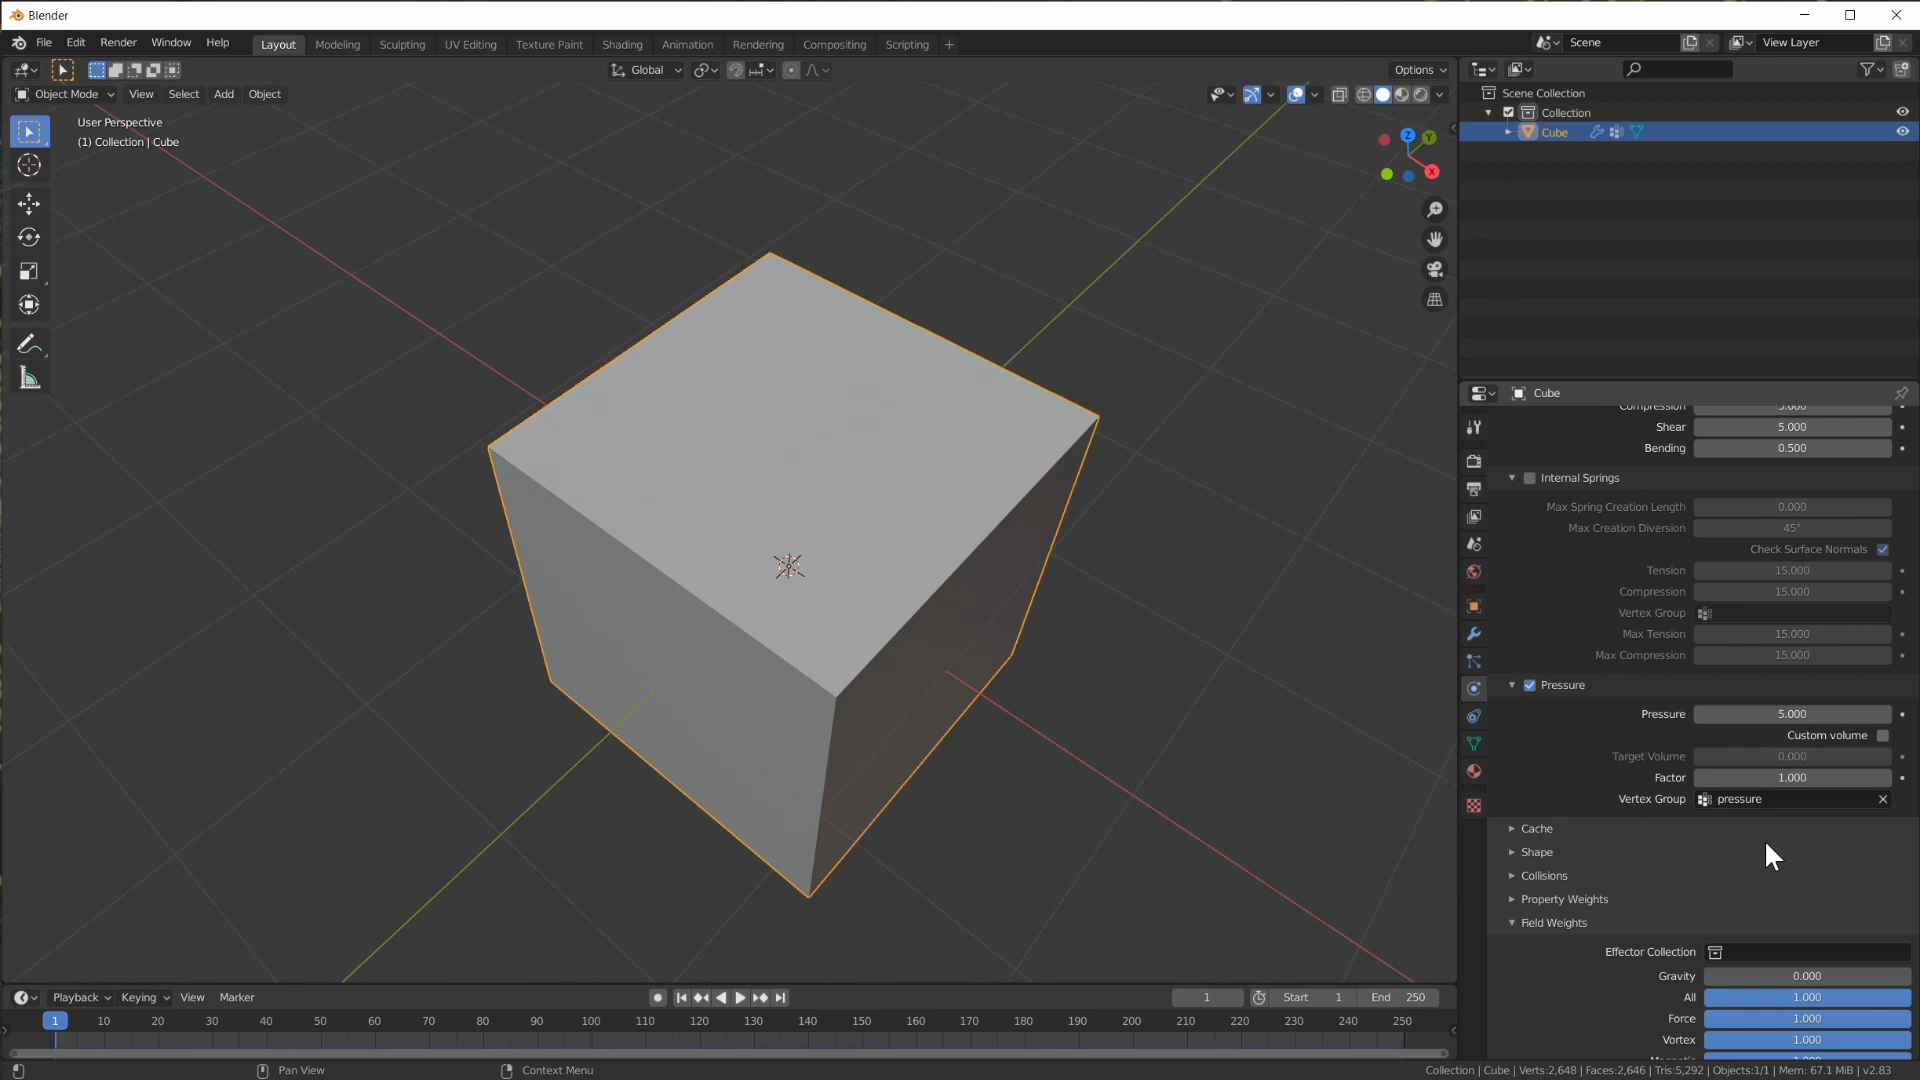 Blender
File Edit Render Window Help Layout Modeling Sculpting UV Editing Texture Paint Shading Animation Rendering Compositing Scripting + Scene View Layer
Global Options
Object Mode View Select Add Object
User Perspective
(1) Collection | Cube
Z Y X
Scene Collection
Collection
Cube
Cube
Compression 5.000
Shear 5.000
Bending 0.500
Internal Springs
Max Spring Creation Length 0.000
Max Creation Diversion 45°
Check Surface Normals
Tension 15.000
Compression 15.000
Vertex Group
Max Tension 15.000
Max Compression 15.000
Pressure
Pressure 5.000
Custom volume
Target Volume 0.000
Factor 1.000
Vertex Group pressure
Cache
Shape
Collisions
Property Weights
Field Weights
Effector Collection
Gravity 0.000
All 1.000
Force 1.000
Vortex 1.000
Playback Keying View Marker 1 Start 1 End 250
1 10 20 30 40 50 60 70 80 90 100 110 120 130 140 150 160 170 180 190 200 210 220 230 240 250
Pan View Context Menu Collection | Cube | Verts:2,648 | Faces:2,646 | Tris:5,292 | Objects:1/1 | Mem: 67.1 MiB | v2.83